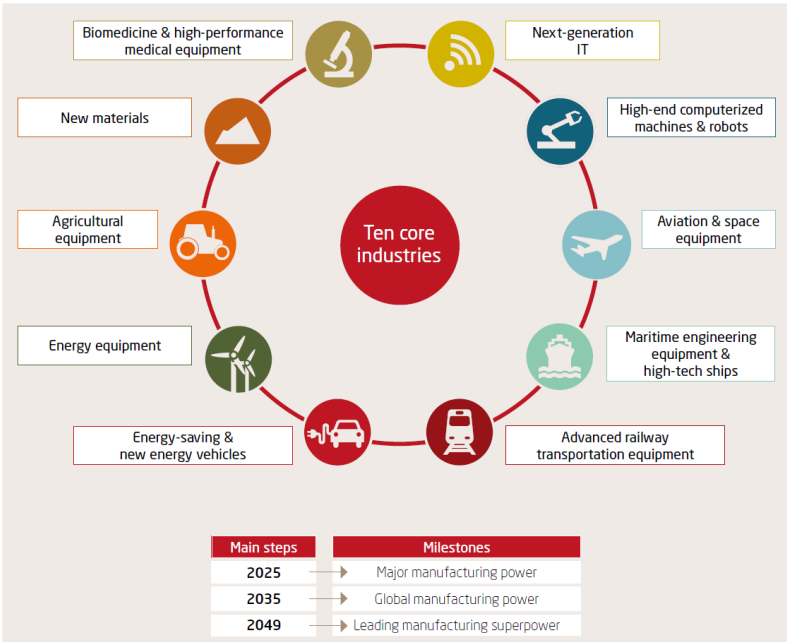 Biomedicine & high-performance
medical equipment
Next-generation
IT
New materials
High-end computerized
machines & robots
Agricultural
equipment
Ten core
industries
Aviation & space
equipment
Energy equipment
Maritime engineering
equipment &
high-tech ships
Energy-saving &
new energy vehicles
Advanced railway
transportation equipment
Main steps Milestones
2025 Major manufacturing power
2035 Global manufacturing power
2049 Leading manufacturing superpower